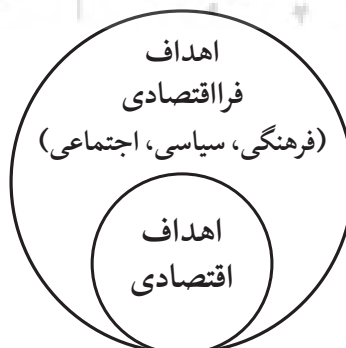 اهداف
فرااقتصادی
(فرهنگی، سیاسی، اجتماعی)
اهداف
اقتصادی